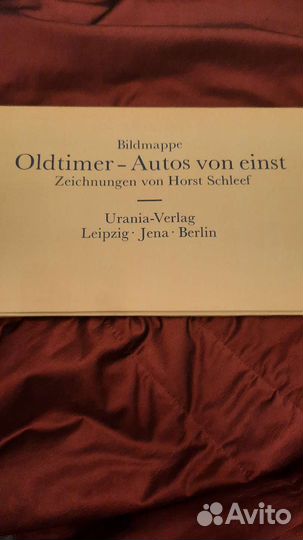 Bildmappe
Oldtimer – Autos von einst
Zeichnungen von Horst Schleef
Urania-Verlag
Leipzig · Jena · Berlin
Avito